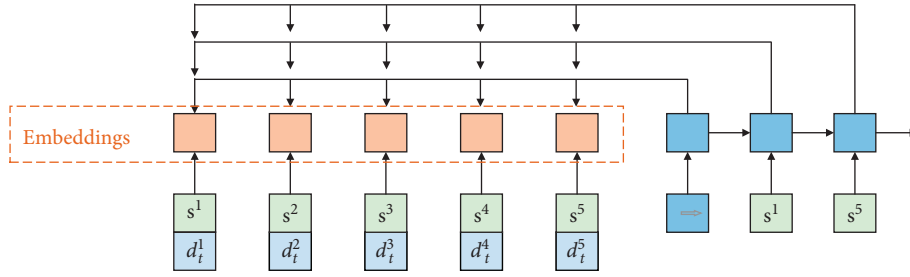 Embeddings
s¹ s² s³ s⁴ s⁵ ⇒ s¹ s⁵
d¹ₜ d²ₜ d³ₜ d⁴ₜ d⁵ₜ